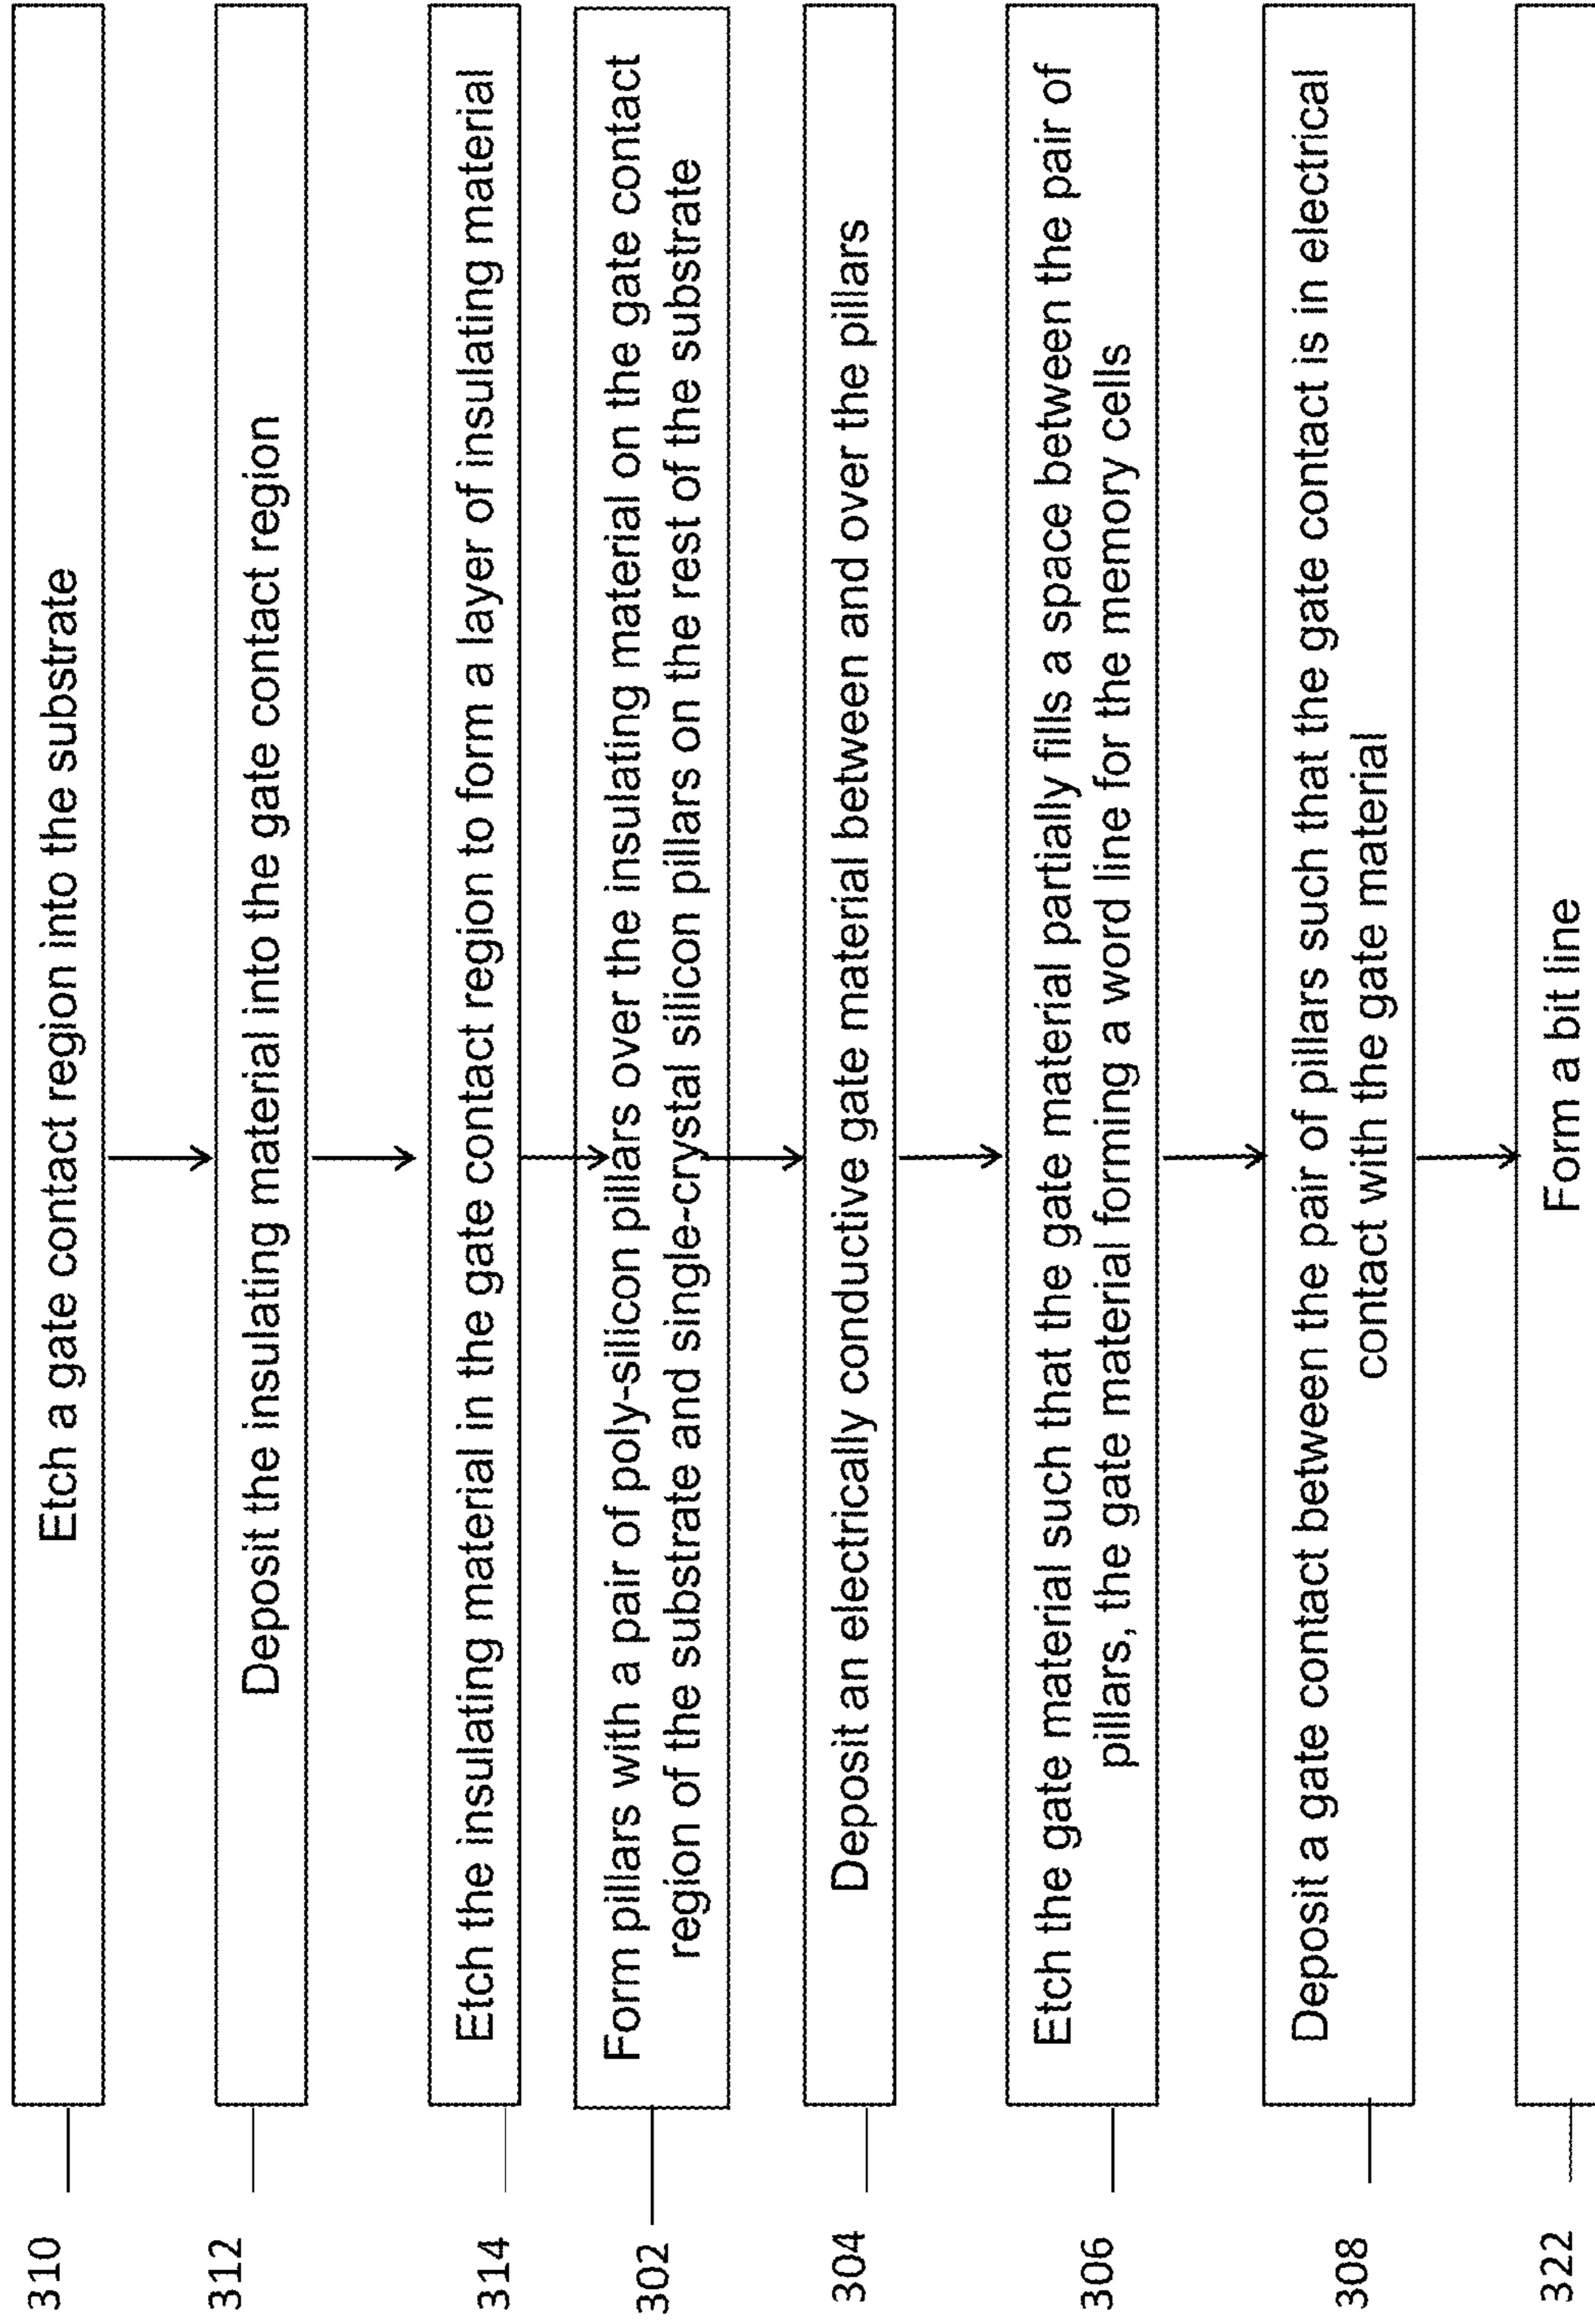 310
Etch a gate contact region into the substrate
312
Deposit the insulating material into the gate contact region
314
Etch the insulating material in the gate contact region to form a layer of insulating material
302
Form pillars with a pair of poly-silicon pillars over the insulating material on the gate contact
region of the substrate and single-crystal silicon pillars on the rest of the substrate
304
Deposit an electrically conductive gate material between and over the pillars
306
Etch the gate material such that the gate material partially fills a space between the pair of
pillars, the gate material forming a word line for the memory cells
308
Deposit a gate contact between the pair of pillars such that the gate contact is in electrical
contact with the gate material
322
Form a bit line